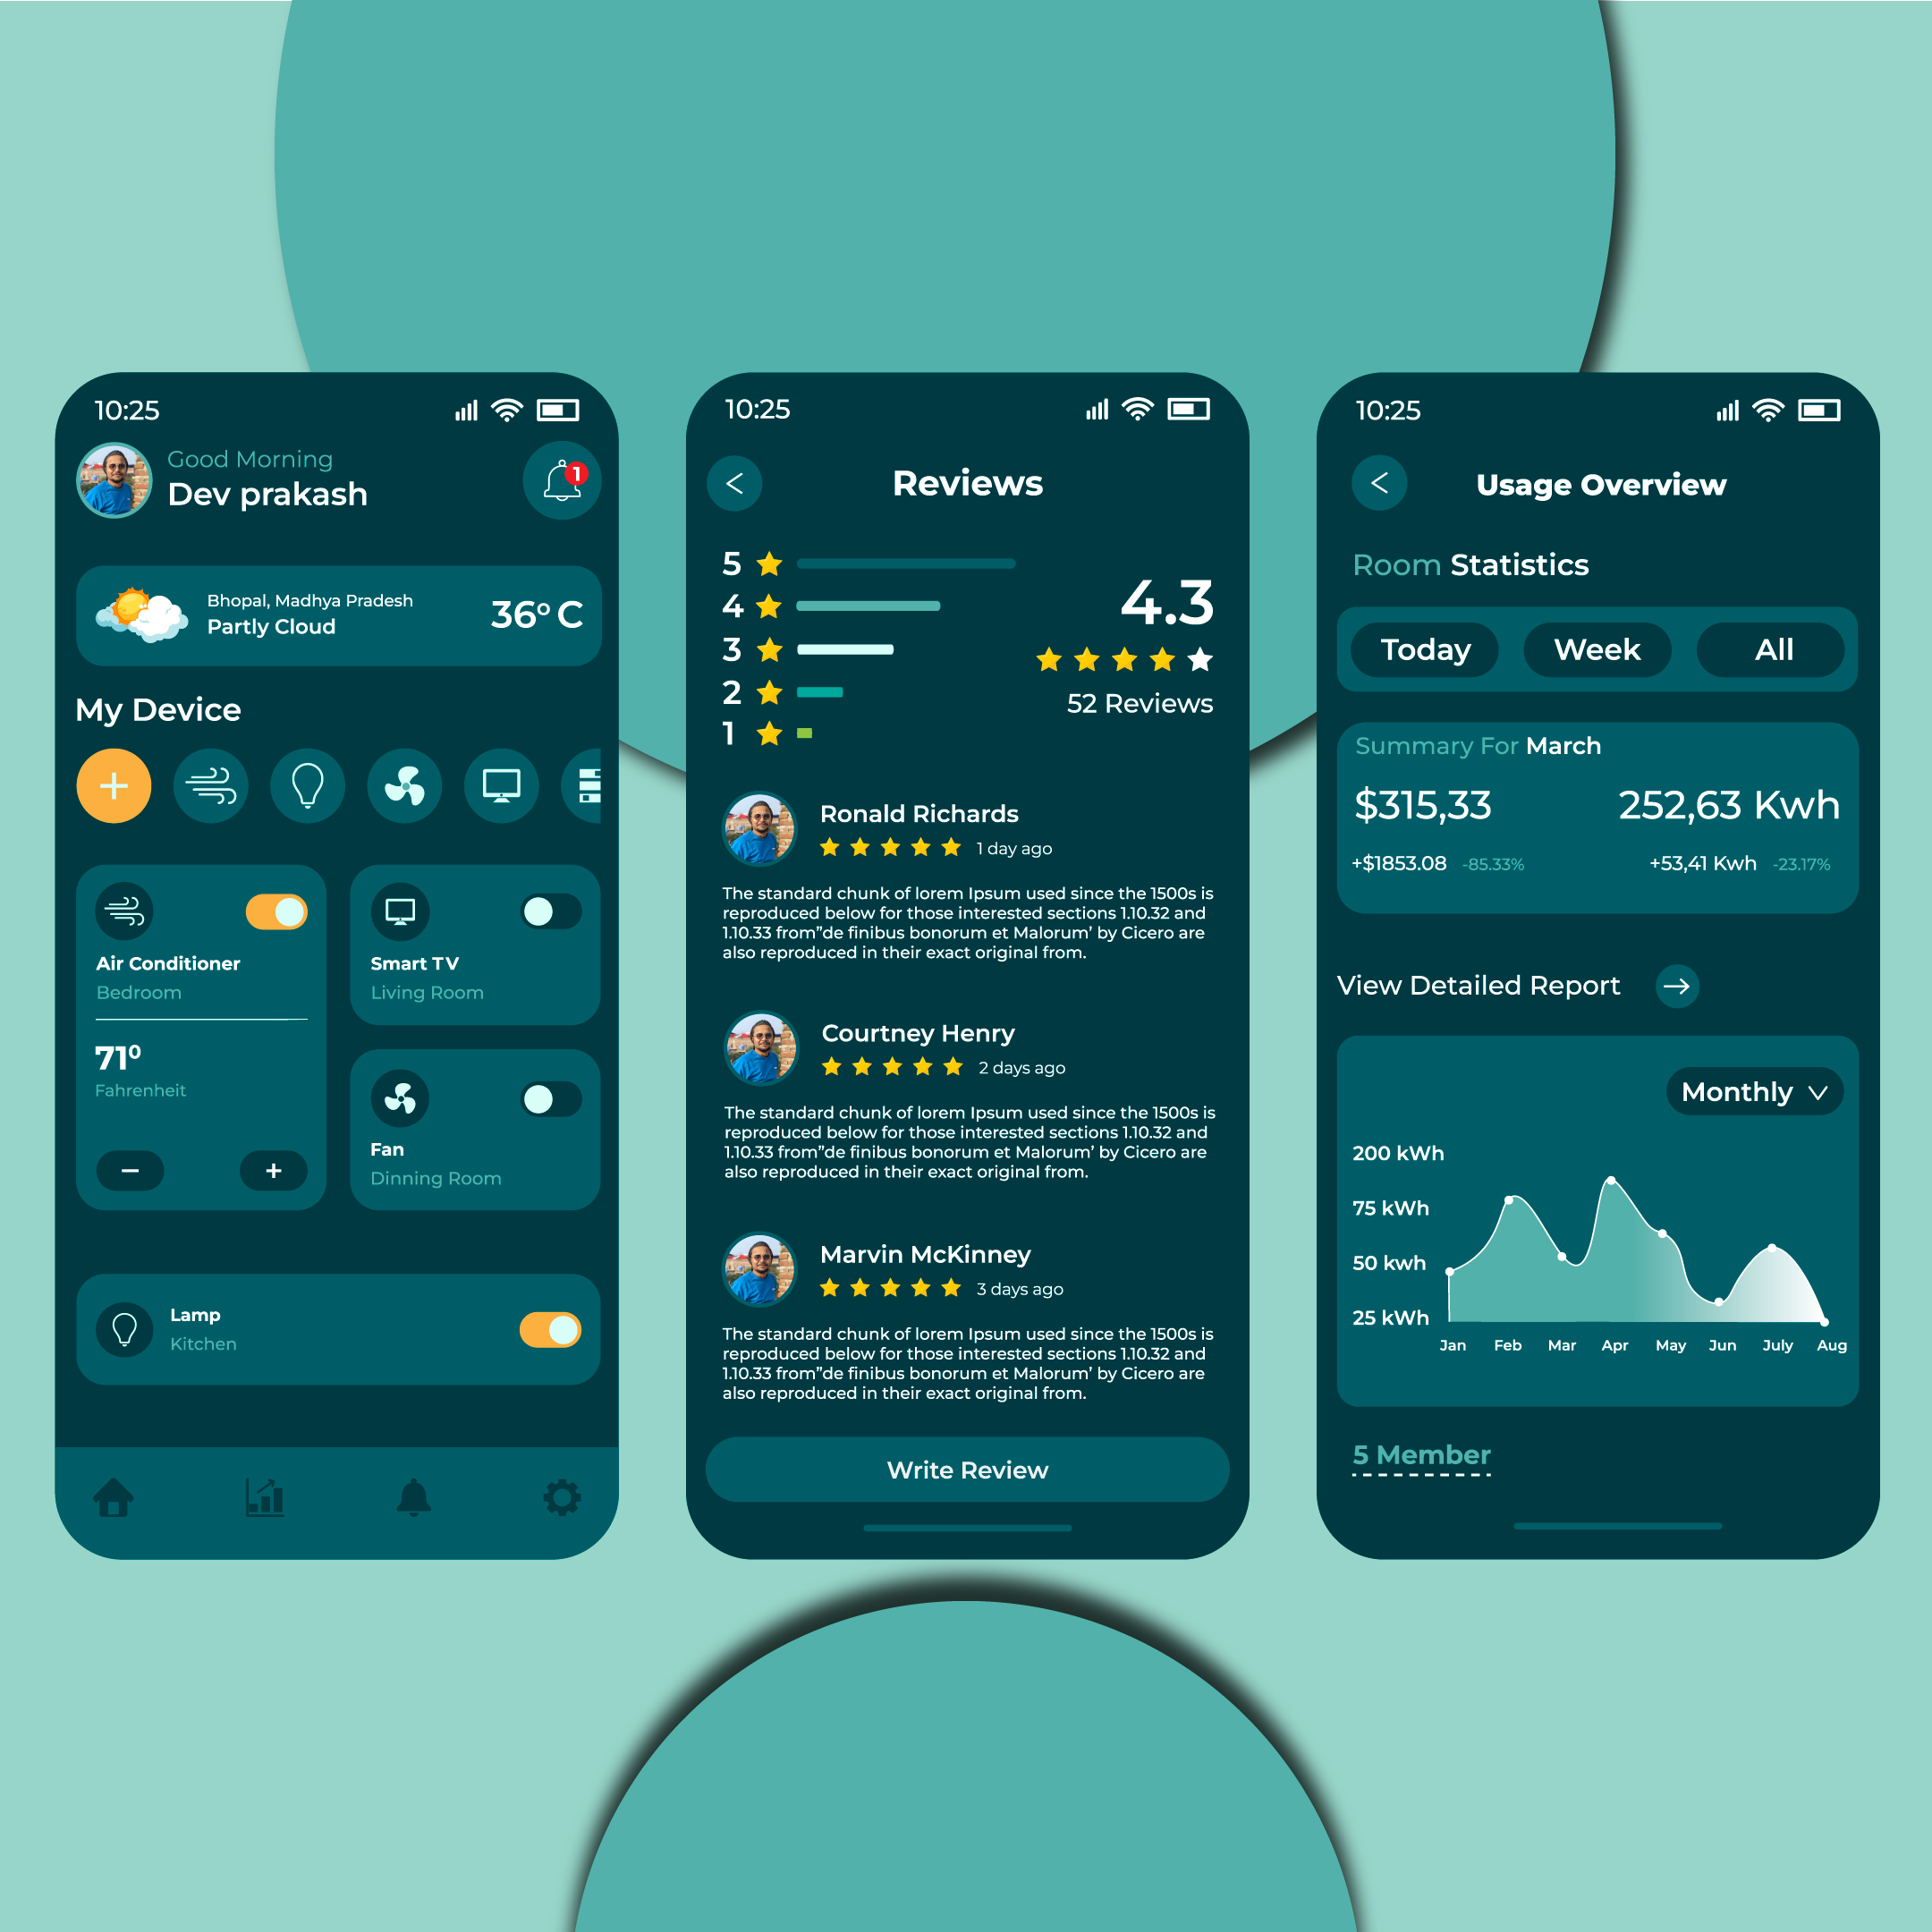 10:25
Good Morning
Dev prakash
1
Bhopal, Madhya Pradesh
Partly Cloud
36° C
My Device
Air Conditioner
Bedroom
71⁰
Fahrenheit
Smart TV
Living Room
Fan
Dinning Room
Lamp
Kitchen
10:25
Reviews
5
4
3
2
1
4.3
52 Reviews
Ronald Richards
1 day ago
The standard chunk of lorem Ipsum used since the 1500s is
reproduced below for those interested sections 1.10.32 and
1.10.33 from”de finibus bonorum et Malorum’ by Cicero are
also reproduced in their exact original from.
Courtney Henry
2 days ago
The standard chunk of lorem Ipsum used since the 1500s is
reproduced below for those interested sections 1.10.32 and
1.10.33 from”de finibus bonorum et Malorum’ by Cicero are
also reproduced in their exact original from.
Marvin McKinney
3 days ago
The standard chunk of lorem Ipsum used since the 1500s is
reproduced below for those interested sections 1.10.32 and
1.10.33 from”de finibus bonorum et Malorum’ by Cicero are
also reproduced in their exact original from.
Write Review
10:25
Usage Overview
Room Statistics
Today Week All
Summary For March
$315,33 252,63 Kwh
+$1853.08 -85.33% +53,41 Kwh -23.17%
View Detailed Report
Monthly
200 kWh
75 kWh
50 kwh
25 kWh
Jan Feb Mar Apr May Jun July Aug
5 Member